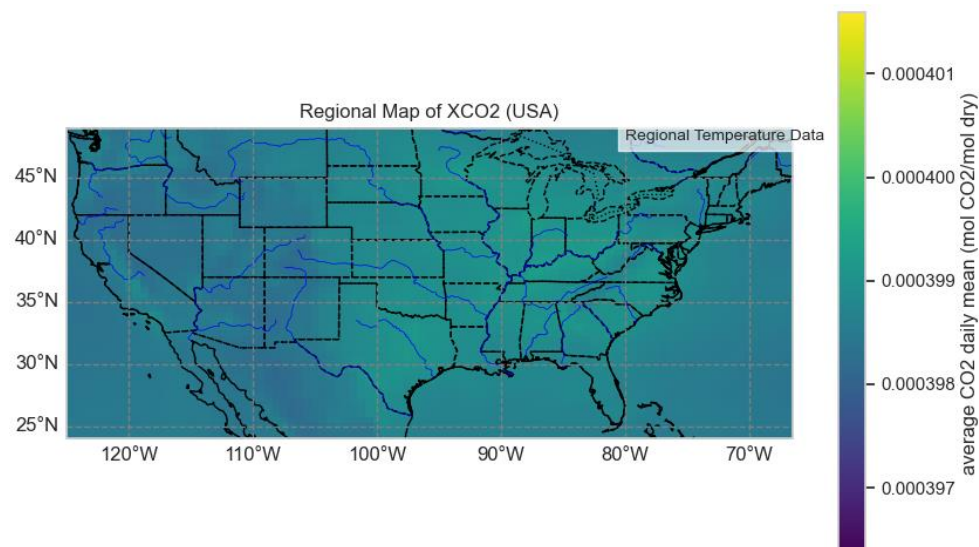 Regional Map of XCO2 (USA)
Regional Temperature Data
45°N
40°N
35°N
30°N
25°N
120°W 110°W 100°W 90°W 80°W 70°W
0.000401
0.000400
0.000399
0.000398
0.000397
average CO2 daily mean (mol CO2/mol dry)